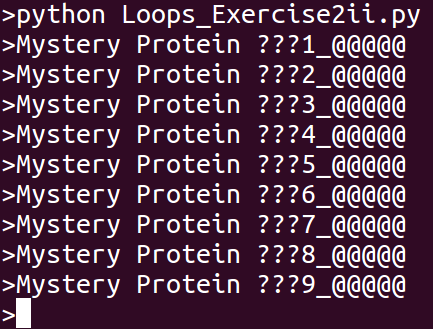 >python Loops_Exercise2ii.py
>Mystery Protein ???1_@@@@@
>Mystery Protein ???2_@@@@@
>Mystery Protein ???3_@@@@@
>Mystery Protein ???4_@@@@@
>Mystery Protein ???5_@@@@@
>Mystery Protein ???6_@@@@@
>Mystery Protein ???7_@@@@@
>Mystery Protein ???8_@@@@@
>Mystery Protein ???9_@@@@@
>